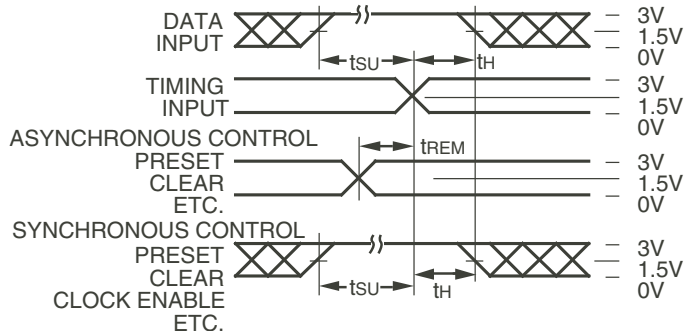 DATA
INPUT
3V
1.5V
0V
tSU
tH
TIMING
INPUT
3V
1.5V
0V
ASYNCHRONOUS CONTROL
PRESET
CLEAR
ETC.
tREM
3V
1.5V
0V
SYNCHRONOUS CONTROL
PRESET
CLEAR
CLOCK ENABLE
ETC.
tSU
tH
3V
1.5V
0V